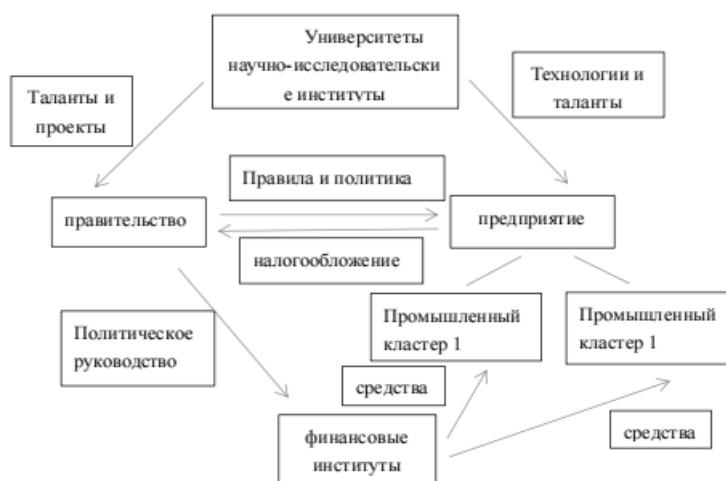 Университеты
научно-исследовательски
е институты
Технологии и
таланты
Таланты и
проекты
Правила и политика
правительство
предприятие
налогообложение
Политическое
руководство
Промышленный
кластер 1
Промышленный
кластер 1
средства
средства
финансовые
институты